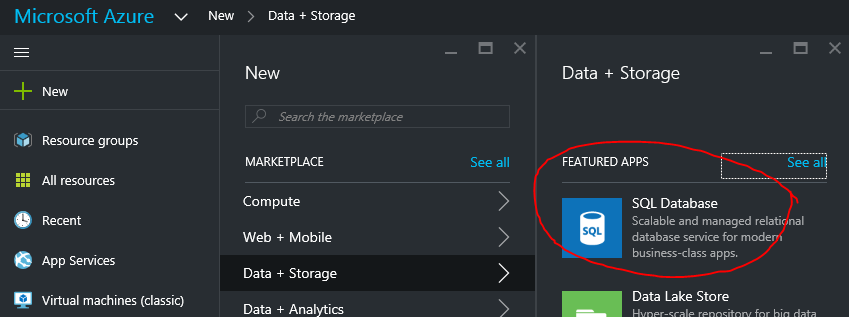 Microsoft Azure New Data + Storage
New
Resource groups
All resources
Recent
App Services
Virtual machines (classic)
New
Search the marketplace
MARKETPLACE See all
Compute
Web + Mobile
Data + Storage
Data + Analytics
Data + Storage
FEATURED APPS See all
SQL
SQL Database
Scalable and managed relational
database service for modern
business-class apps.
Data Lake Store
Hyper-scale repository for big data